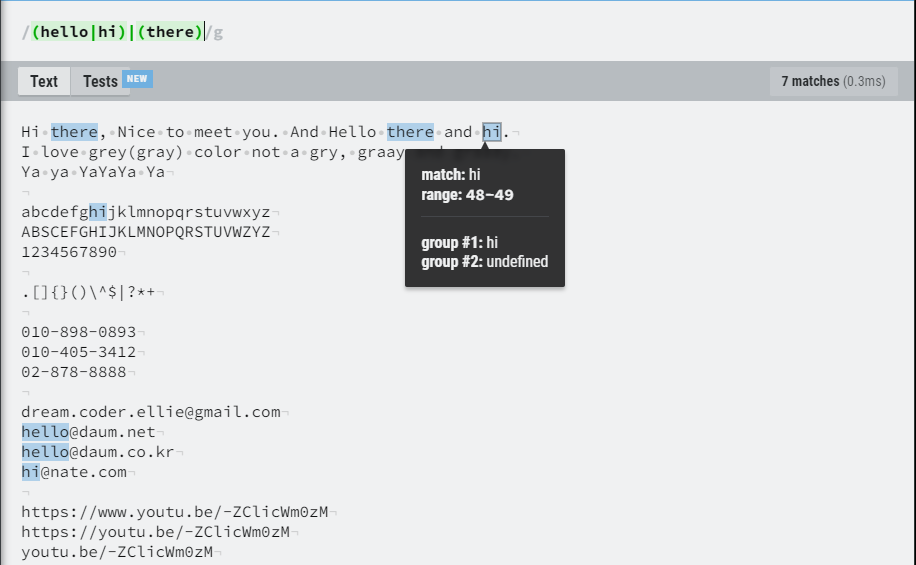 /(hello|hi)|(there)/g
Text Tests NEW 7 matches (0.3ms)
Hi there, Nice to meet you. And Hello there and hi.
I love grey(gray) color not a gry, graay
Ya ya YaYaYa Ya
match: hi
range: 48–49
abcdefghijklmnopqrstuvwxyz
ABSCEFGHIJKLMNOPQRSTUVWZYZ
1234567890
group #1: hi
group #2: undefined
.[]{}()\^$|?*+
010-898-0893
010-405-3412
02-878-8888
dream.coder.ellie@gmail.com
hello@daum.net
hello@daum.co.kr
hi@nate.com
https://www.youtu.be/-ZClicWm0zM
https://youtu.be/-ZClicWm0zM
youtu.be/-ZClicWm0zM